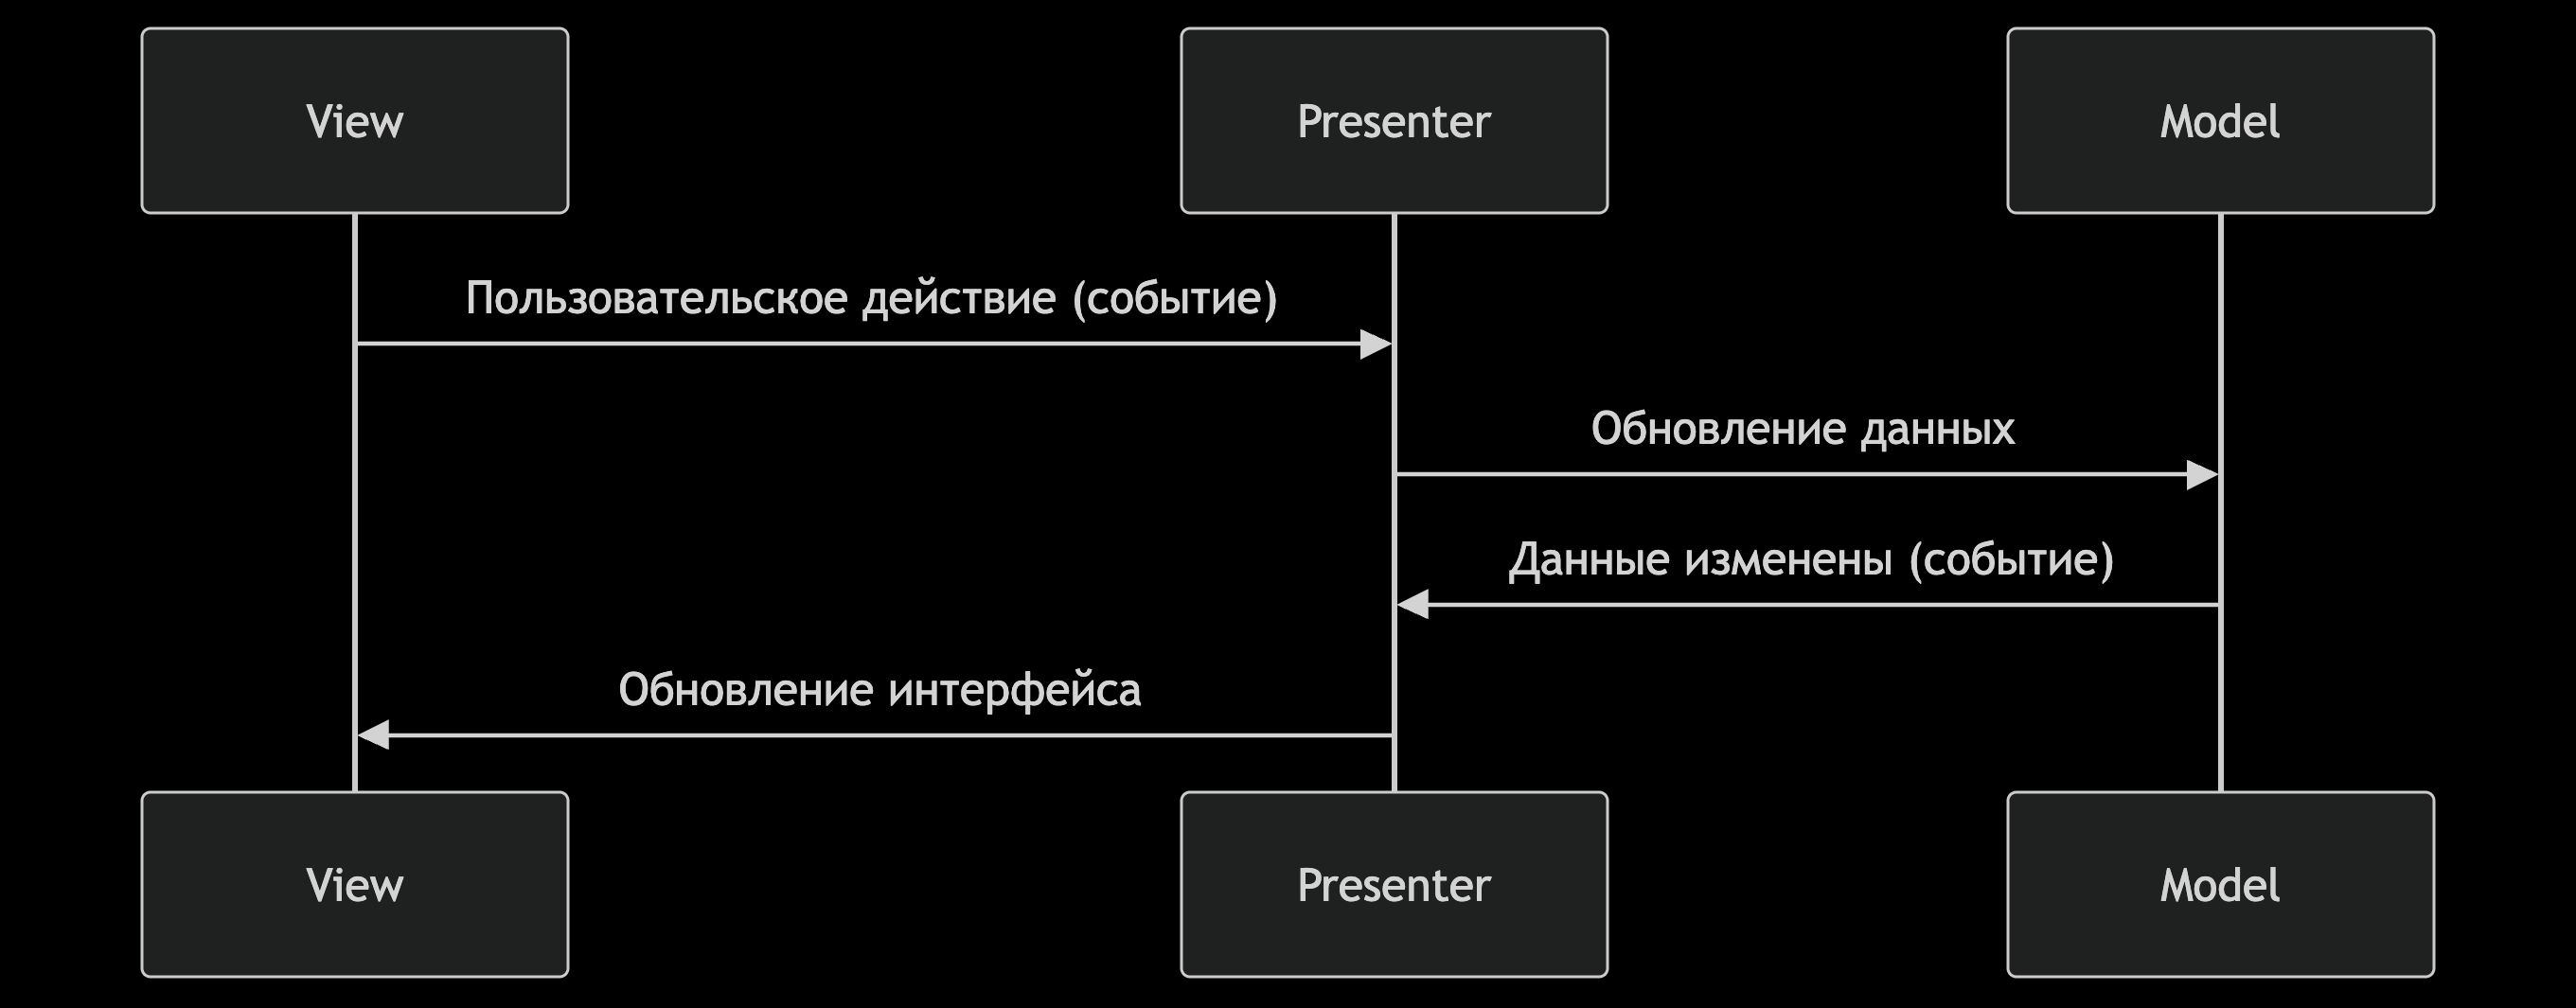 View
Presenter
Model
Пользовательское действие (событие)
Обновление данных
Данные изменены (событие)
Обновление интерфейса
View
Presenter
Model